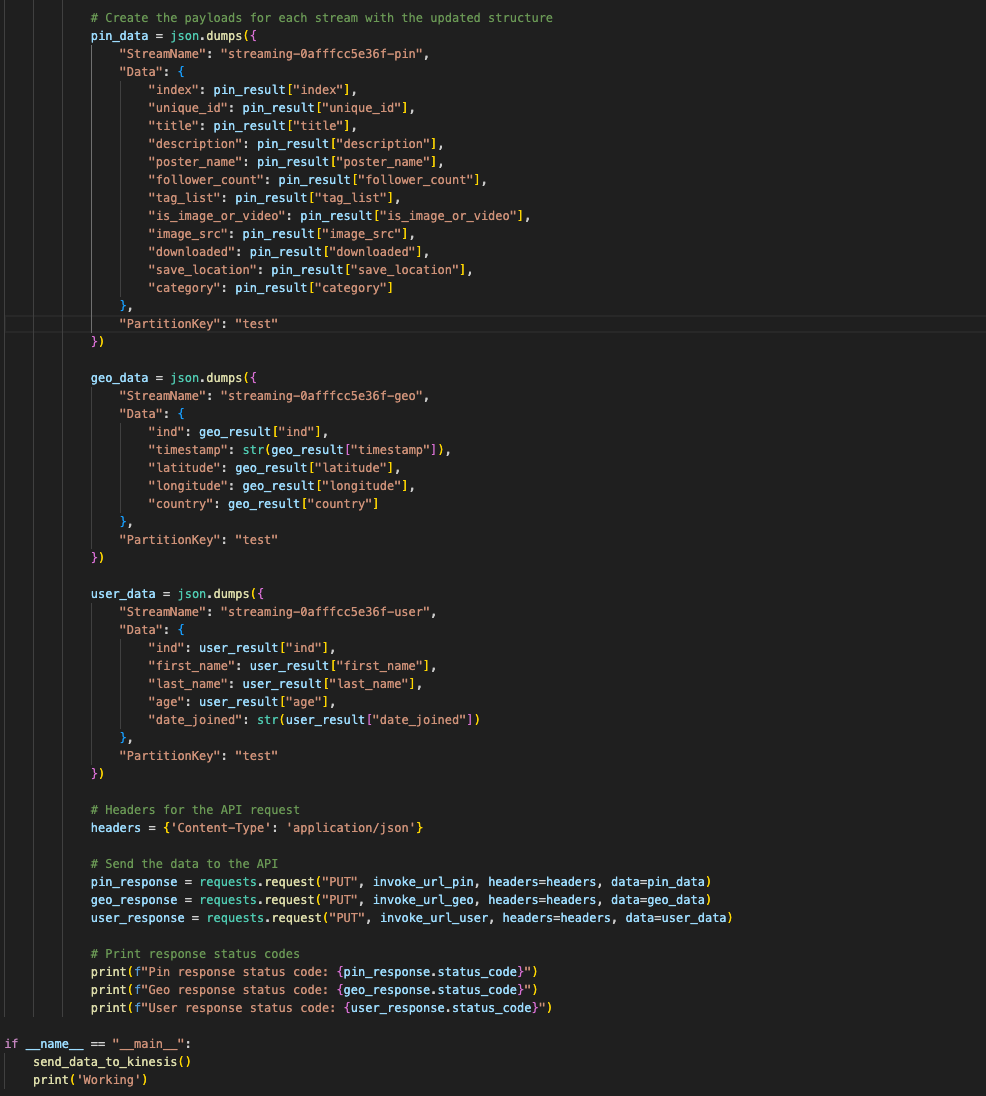 # Create the payloads for each stream with the updated structure
pin_data = json.dumps({
    "StreamName": "streaming-0afffcc5e36f-pin",
    "Data": {
        "index": pin_result["index"],
        "unique_id": pin_result["unique_id"],
        "title": pin_result["title"],
        "description": pin_result["description"],
        "poster_name": pin_result["poster_name"],
        "follower_count": pin_result["follower_count"],
        "tag_list": pin_result["tag_list"],
        "is_image_or_video": pin_result["is_image_or_video"],
        "image_src": pin_result["image_src"],
        "downloaded": pin_result["downloaded"],
        "save_location": pin_result["save_location"],
        "category": pin_result["category"]
    },
    "PartitionKey": "test"
})

geo_data = json.dumps({
    "StreamName": "streaming-0afffcc5e36f-geo",
    "Data": {
        "ind": geo_result["ind"],
        "timestamp": str(geo_result["timestamp"]),
        "latitude": geo_result["latitude"],
        "longitude": geo_result["longitude"],
        "country": geo_result["country"]
    },
    "PartitionKey": "test"
})

user_data = json.dumps({
    "StreamName": "streaming-0afffcc5e36f-user",
    "Data": {
        "ind": user_result["ind"],
        "first_name": user_result["first_name"],
        "last_name": user_result["last_name"],
        "age": user_result["age"],
        "date_joined": str(user_result["date_joined"])
    },
    "PartitionKey": "test"
})

# Headers for the API request
headers = {'Content-Type': 'application/json'}

# Send the data to the API
pin_response = requests.request("PUT", invoke_url_pin, headers=headers, data=pin_data)
geo_response = requests.request("PUT", invoke_url_geo, headers=headers, data=geo_data)
user_response = requests.request("PUT", invoke_url_user, headers=headers, data=user_data)

# Print response status codes
print(f"Pin response status code: {pin_response.status_code}")
print(f"Geo response status code: {geo_response.status_code}")
print(f"User response status code: {user_response.status_code}")

if __name__ == "__main__":
    send_data_to_kinesis()
    print('Working')